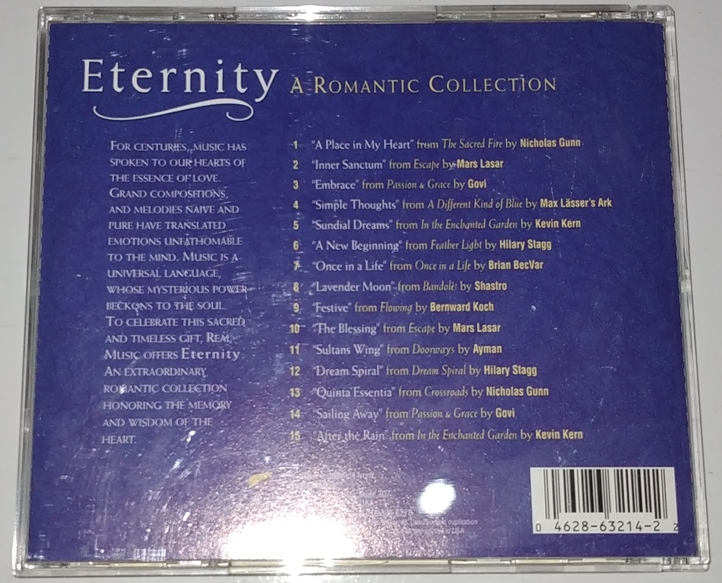 Eternity A ROMANTIC COLLECTION
FOR CENTURIES, MUSIC HAS
SPOKEN TO OUR HEARTS OF
THE ESSENCE OF LOVE.
GRAND COMPOSITIONS,
AND MELODIES NAIVE AND
PURE HAVE TRANSLATED
EMOTIONS UNFATHOMABLE
TO THE MIND. MUSIC IS A
UNIVERSAL LANGUAGE,
WHOSE MYSTERIOUS POWER
BECKONS TO THE SOUL.
TO CELEBRATE THIS SACRED
AND TIMELESS GIFT, REAL
MUSIC OFFERS Eternity
AN EXTRAORDINARY
ROMANTIC COLLECTION
HONORING THE MEMORY
AND WISDOM OF THE
HEART.
1 "A Place in My Heart" from The Sacred Fire by Nicholas Gunn
2 "Inner Sanctum" from Escape by Mars Lasar
3 "Embrace" from Passion & Grace by Govi
4 "Simple Thoughts" from A Different Kind of Blue by Max Lässer's Ark
5 "Sundial Dreams" from In the Enchanted Garden by Kevin Kern
6 "A New Beginning" from Feather Light by Hilary Stagg
7 "Once in a Life" from Once in a Life by Brian BecVar
8 "Lavender Moon" from Bandolé! by Shastro
9 "Festive" from Flowing by Bernward Koch
10 "The Blessing" from Escape by Mars Lasar
11 "Sultans Wing" from Doorways by Ayman
12 "Dream Spiral" from Dream Spiral by Hilary Stagg
13 "Quinta Essentia" from Crossroads by Nicholas Gunn
14 "Sailing Away" from Passion & Grace by Govi
15 "After the Rain" from In the Enchanted Garden by Kevin Kern
0 4628-63214-2 2